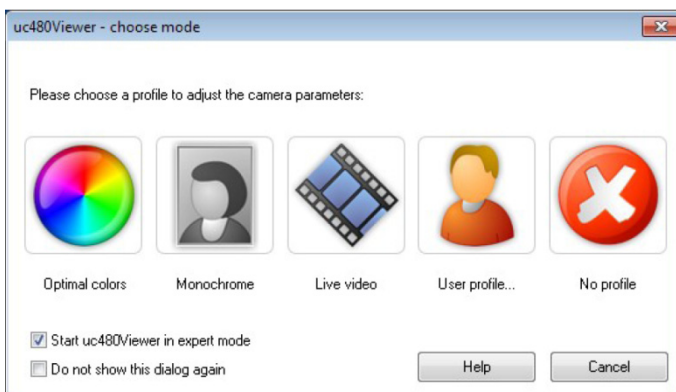 uc480Viewer - choose mode
Please choose a profile to adjust the camera parameters:
Optimal colors
Monochrome
Live video
User profile...
No profile
Start uc480Viewer in expert mode
Do not show this dialog again
Help
Cancel